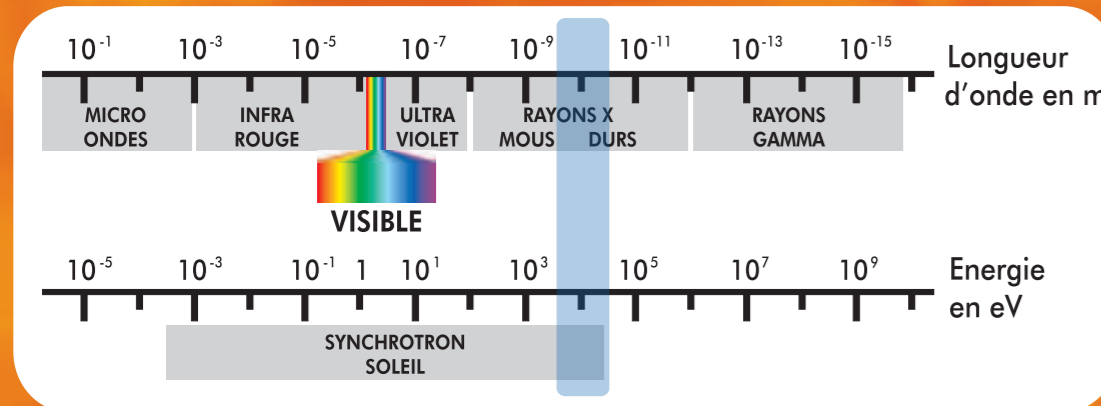 10⁻¹ 10⁻³ 10⁻⁵ 10⁻⁷ 10⁻⁹ 10⁻¹¹ 10⁻¹³ 10⁻¹⁵
Longueur
d'onde en m
MICRO
ONDES
INFRA
ROUGE
ULTRA
VIOLET
RAYONS X
MOUS DURS
RAYONS
GAMMA
VISIBLE
10⁻⁵ 10⁻³ 10⁻¹ 1 10¹ 10³ 10⁵ 10⁷ 10⁹
Energie
en eV
SYNCHROTRON
SOLEIL